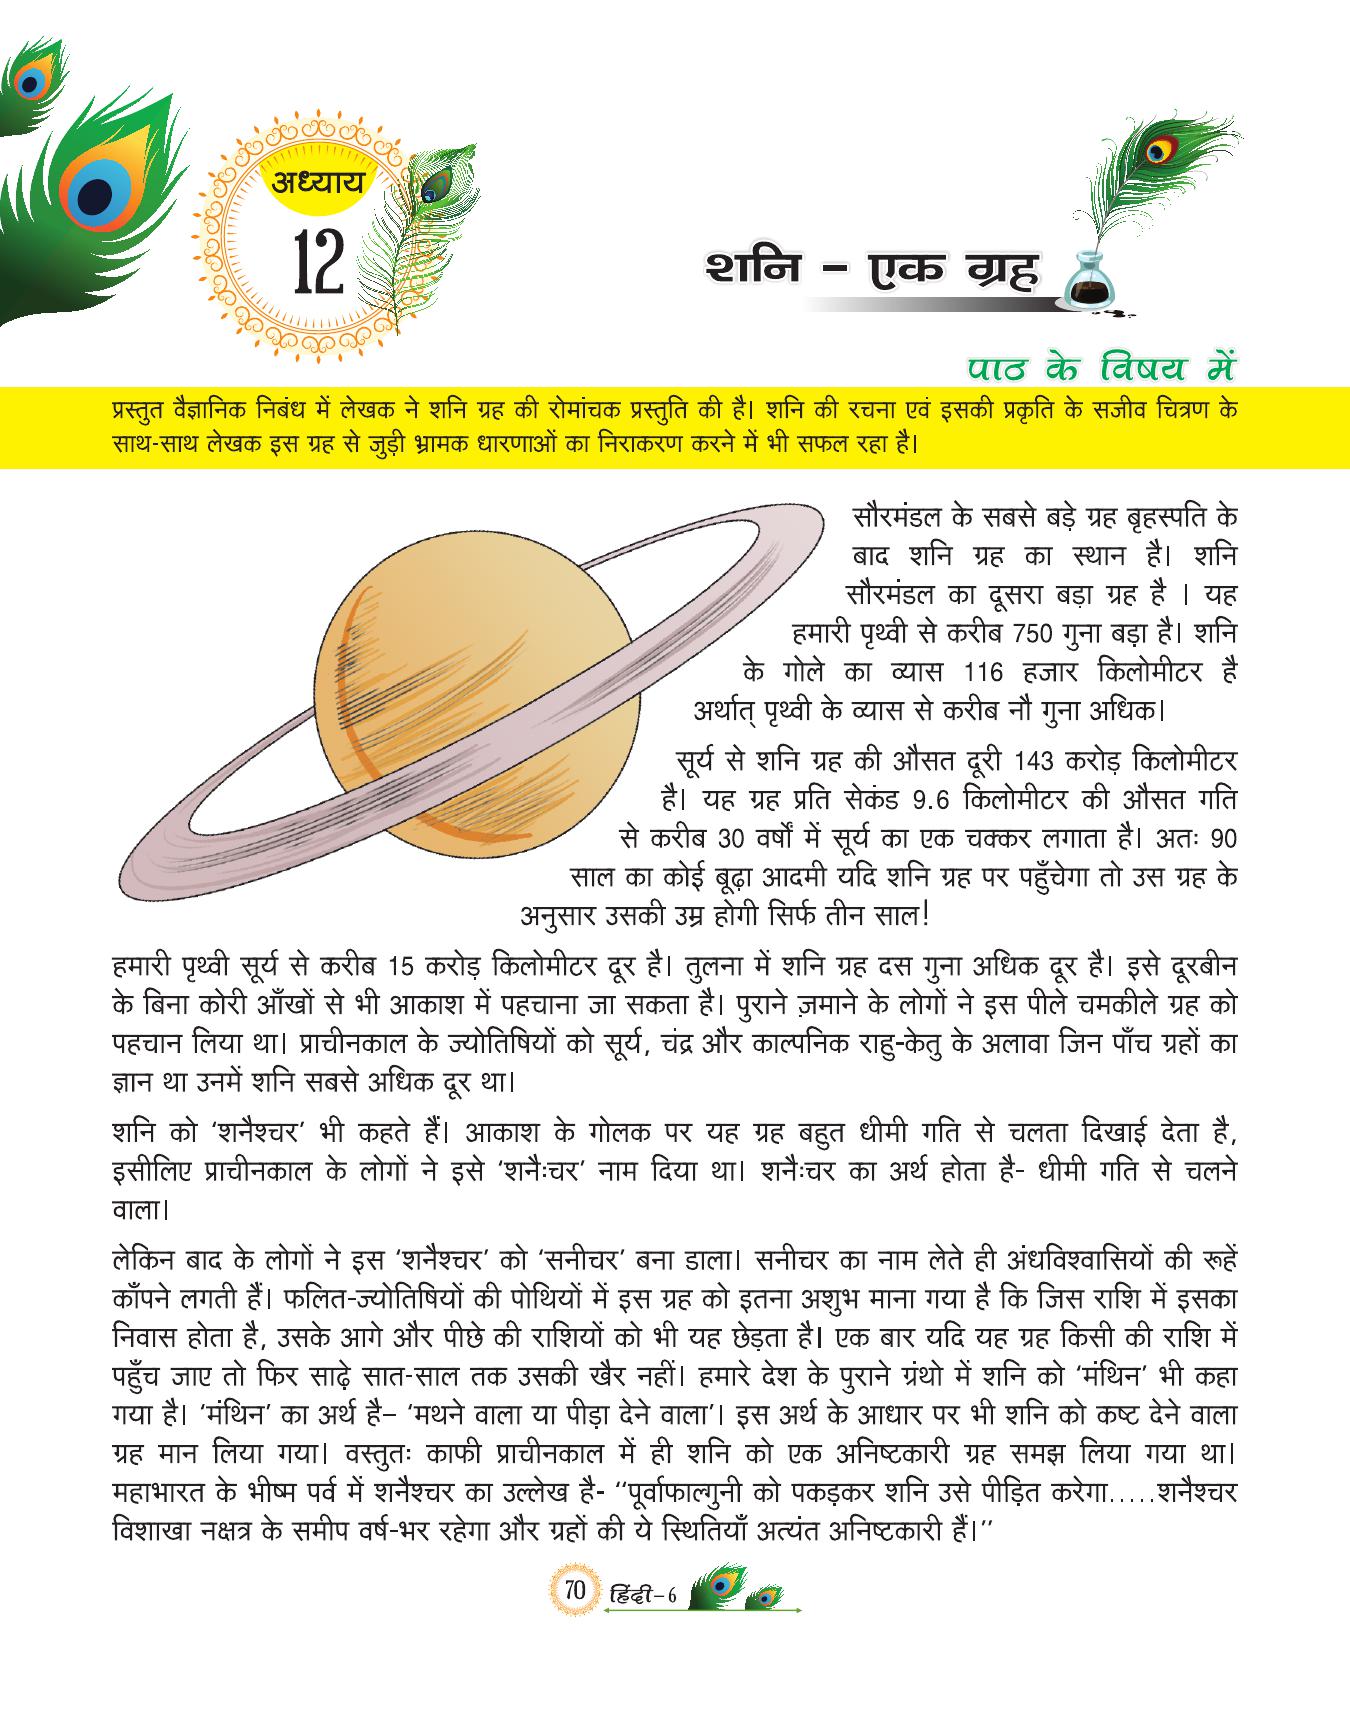 अध्याय
12
शनि – एक ग्रह
पाठ के विषय में
प्रस्तुत वैज्ञानिक निबंध में लेखक ने शनि ग्रह की रोमांचक प्रस्तुति की है। शनि की रचना एवं इसकी प्रकृति के सजीव चित्रण के
साथ-साथ लेखक इस ग्रह से जुड़ी भ्रामक धारणाओं का निराकरण करने में भी सफल रहा है।
सौरमंडल के सबसे बड़े ग्रह बृहस्पति के
बाद शनि ग्रह का स्थान है। शनि
सौरमंडल का दूसरा बड़ा ग्रह है । यह
हमारी पृथ्वी से करीब 750 गुना बड़ा है। शनि
के गोले का व्यास 116 हजार किलोमीटर है
अर्थात् पृथ्वी के व्यास से करीब नौ गुना अधिक।
सूर्य से शनि ग्रह की औसत दूरी 143 करोड़ किलोमीटर
है। यह ग्रह प्रति सेकंड 9.6 किलोमीटर की औसत गति
से करीब 30 वर्षों में सूर्य का एक चक्कर लगाता है। अतः 90
साल का कोई बूढ़ा आदमी यदि शनि ग्रह पर पहुँचेगा तो उस ग्रह के
अनुसार उसकी उम्र होगी सिर्फ तीन साल!
हमारी पृथ्वी सूर्य से करीब 15 करोड़ किलोमीटर दूर है। तुलना में शनि ग्रह दस गुना अधिक दूर है। इसे दूरबीन
के बिना कोरी आँखों से भी आकाश में पहचाना जा सकता है। पुराने ज़माने के लोगों ने इस पीले चमकीले ग्रह को
पहचान लिया था। प्राचीनकाल के ज्योतिषियों को सूर्य, चंद्र और काल्पनिक राहु-केतु के अलावा जिन पाँच ग्रहों का
ज्ञान था उनमें शनि सबसे अधिक दूर था।
शनि को ‘शनैश्चर’ भी कहते हैं। आकाश के गोलक पर यह ग्रह बहुत धीमी गति से चलता दिखाई देता है,
इसीलिए प्राचीनकाल के लोगों ने इसे ‘शनैःचर’ नाम दिया था। शनैःचर का अर्थ होता है- धीमी गति से चलने
वाला।
लेकिन बाद के लोगों ने इस ‘शनैश्चर’ को ‘सनीचर’ बना डाला। सनीचर का नाम लेते ही अंधविश्वासियों की रूहें
काँपने लगती हैं। फलित-ज्योतिषियों की पोथियों में इस ग्रह को इतना अशुभ माना गया है कि जिस राशि में इसका
निवास होता है, उसके आगे और पीछे की राशियों को भी यह छेड़ता है। एक बार यदि यह ग्रह किसी की राशि में
पहुँच जाए तो फिर साढ़े सात-साल तक उसकी खैर नहीं। हमारे देश के पुराने ग्रंथो में शनि को ‘मंथिन’ भी कहा
गया है। ‘मंथिन’ का अर्थ है– ‘मथने वाला या पीड़ा देने वाला’। इस अर्थ के आधार पर भी शनि को कष्ट देने वाला
ग्रह मान लिया गया। वस्तुतः काफी प्राचीनकाल में ही शनि को एक अनिष्टकारी ग्रह समझ लिया गया था।
महाभारत के भीष्म पर्व में शनैश्चर का उल्लेख है- ‘‘पूर्वाफाल्गुनी को पकड़कर शनि उसे पीड़ित करेगा.....शनैश्चर
विशाखा नक्षत्र के समीप वर्ष-भर रहेगा और ग्रहों की ये स्थितियाँ अत्यंत अनिष्टकारी हैं।’’
70 हिंदी–6